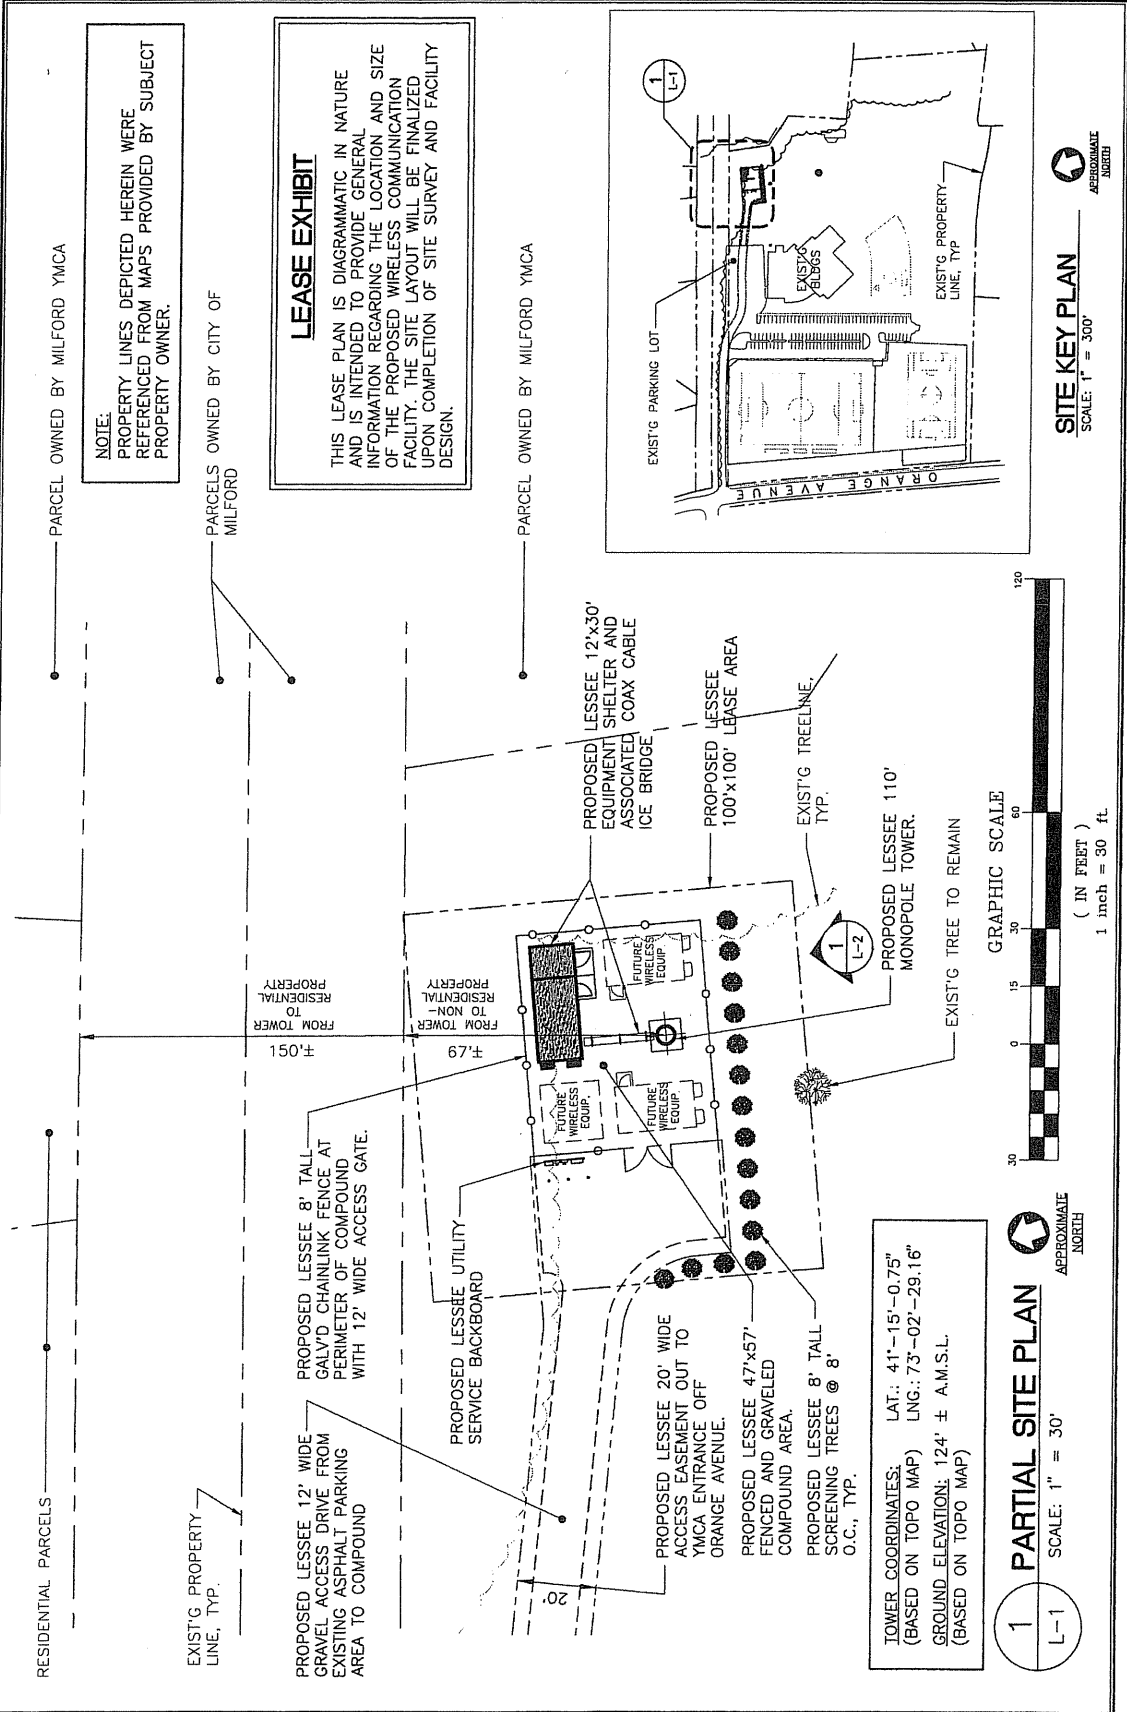 RESIDENTIAL PARCELS
EXIST'G PROPERTY
LINE, TYP.
PROPOSED LESSEE 12' WIDE
GRAVEL ACCESS DRIVE FROM
EXISTING ASPHALT PARKING
AREA TO COMPOUND
PROPOSED LESSEE 8' TALL
GALV'D CHAINLINK FENCE AT
PERIMETER OF COMPOUND
WITH 12' WIDE ACCESS GATE.
PROPOSED LESSEE UTILITY
SERVICE BACKBOARD
150'±
FROM TOWER
TO
RESIDENTIAL
PROPERTY
67'±
FROM TOWER
TO NON-
RESIDENTIAL
PROPERTY
PARCEL OWNED BY MILFORD YMCA
PARCELS OWNED BY CITY OF
MILFORD
PARCEL OWNED BY MILFORD YMCA
NOTE:
PROPERTY LINES DEPICTED HEREIN WERE
REFERENCED FROM MAPS PROVIDED BY SUBJECT
PROPERTY OWNER.
LEASE EXHIBIT
THIS LEASE PLAN IS DIAGRAMMATIC IN NATURE
AND IS INTENDED TO PROVIDE GENERAL
INFORMATION REGARDING THE LOCATION AND SIZE
OF THE PROPOSED WIRELESS COMMUNICATION
FACILITY. THE SITE LAYOUT WILL BE FINALIZED
UPON COMPLETION OF SITE SURVEY AND FACILITY
DESIGN.
PROPOSED LESSEE 12'x30'
EQUIPMENT SHELTER AND
ASSOCIATED COAX CABLE
ICE BRIDGE
PROPOSED LESSEE
100'x100' LEASE AREA
EXIST'G TREELINE,
TYP.
PROPOSED LESSEE 110'
MONOPOLE TOWER.
EXIST'G TREE TO REMAIN
FUTURE
WIRELESS
EQUIP.
FUTURE
WIRELESS
EQUIP.
FUTURE
WIRELESS
EQUIP.
1
L-2
20'
PROPOSED LESSEE 20' WIDE
ACCESS EASEMENT OUT TO
YMCA ENTRANCE OFF
ORANGE AVENUE.
PROPOSED LESSEE 47'x57'
FENCED AND GRAVELED
COMPOUND AREA.
PROPOSED LESSEE 8' TALL
SCREENING TREES @ 8'
O.C., TYP.
TOWER COORDINATES: LAT.: 41°-15'-0.75"
(BASED ON TOPO MAP) LNG.: 73°-02'-29.16"
GROUND ELEVATION: 124' ± A.M.S.L.
(BASED ON TOPO MAP)
1
L-1
PARTIAL SITE PLAN
SCALE: 1" = 30'
APPROXIMATE
NORTH
GRAPHIC SCALE
30 0 15 30 60 120
( IN FEET )
1 inch = 30 ft.
1
L-1
EXIST'G PARKING LOT
EXIST'G
BLDGS
EXIST'G PROPERTY
LINE, TYP
ORANGE AVENUE
SITE KEY PLAN
SCALE: 1" = 300'
APPROXIMATE
NORTH